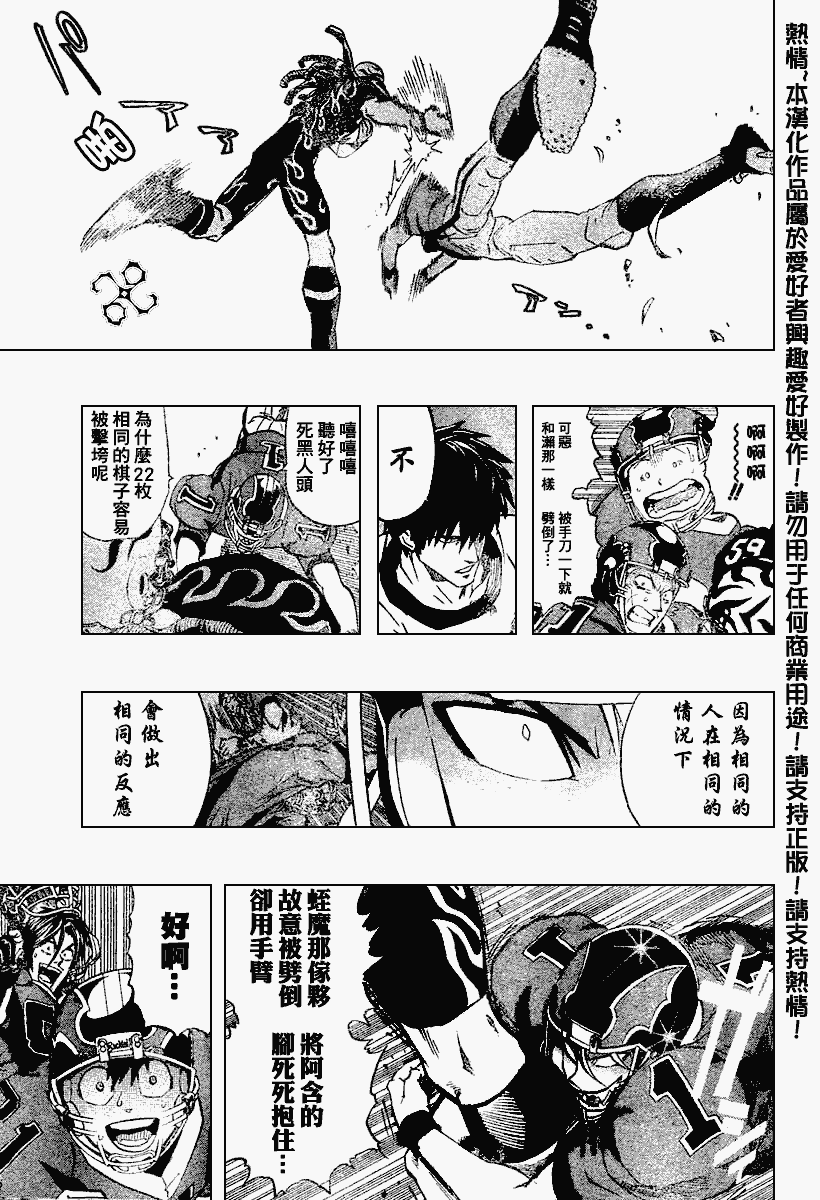 熱情~本漢化作品屬於愛好者興趣愛好製作!請勿用于任何商業用途!請支持正版!請支持熱情!
啊啊啊~~!!
可惡
和瀨那一樣
被手刀一下就
劈倒了…
59
1
不
嘻嘻嘻
聽好了
死黑人頭
為什麼22枚
相同的棋子容易
被擊垮呢
1
1
因為相同的
人在相同的
情況下
會做出
相同的反應
蛭魔那傢夥
故意被劈倒
卻用手臂
將阿含的
腳死死抱住…
1
好啊…